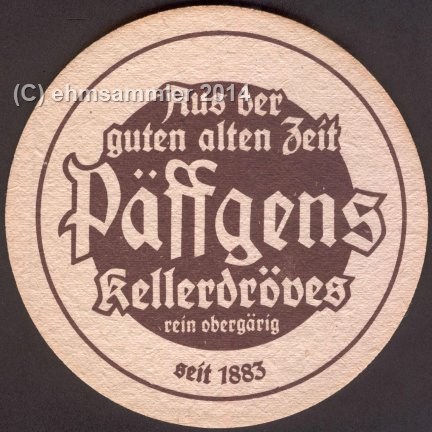 (C) ehmsammler 2014
Aus der
guten alten Zeit
Päffgens
Kellerdröves
rein obergärig
seit 1883